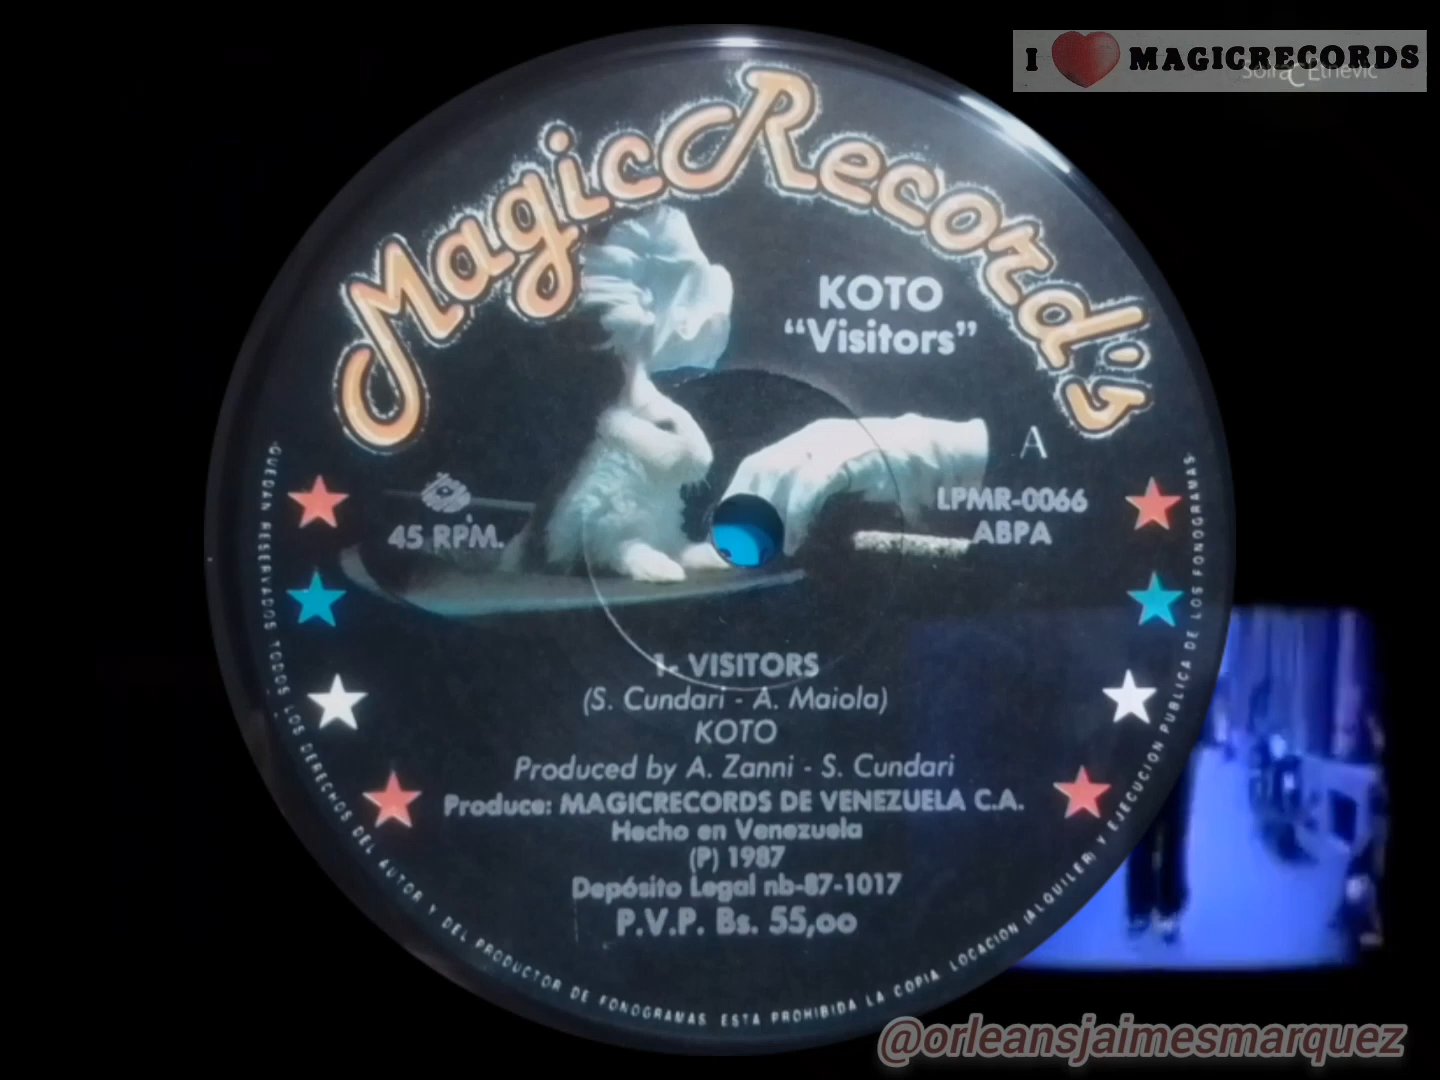 I MAGICRECORDS
Magic Record's
KOTO
"Visitors"
A
LPMR-0066
ABPA
45 RPM.
1- VISITORS
(S. Cundari - A. Maiola)
KOTO
Produced by A. Zanni - S. Cundari
Produce: MAGICRECORDS DE VENEZUELA C.A.
Hecho en Venezuela
(P) 1987
Depósito Legal nb-87-1017
P.V.P. Bs. 55,oo
QUEDAN RESERVADOS TODOS LOS DERECHOS DEL AUTOR Y DEL PRODUCTOR DE FONOGRAMAS. ESTA PROHIBIDA LA COPIA. LOCACION (ALQUILER) Y EJECUCION PUBLICA DE LOS FONOGRAMAS
@orleansjaimesmarquez